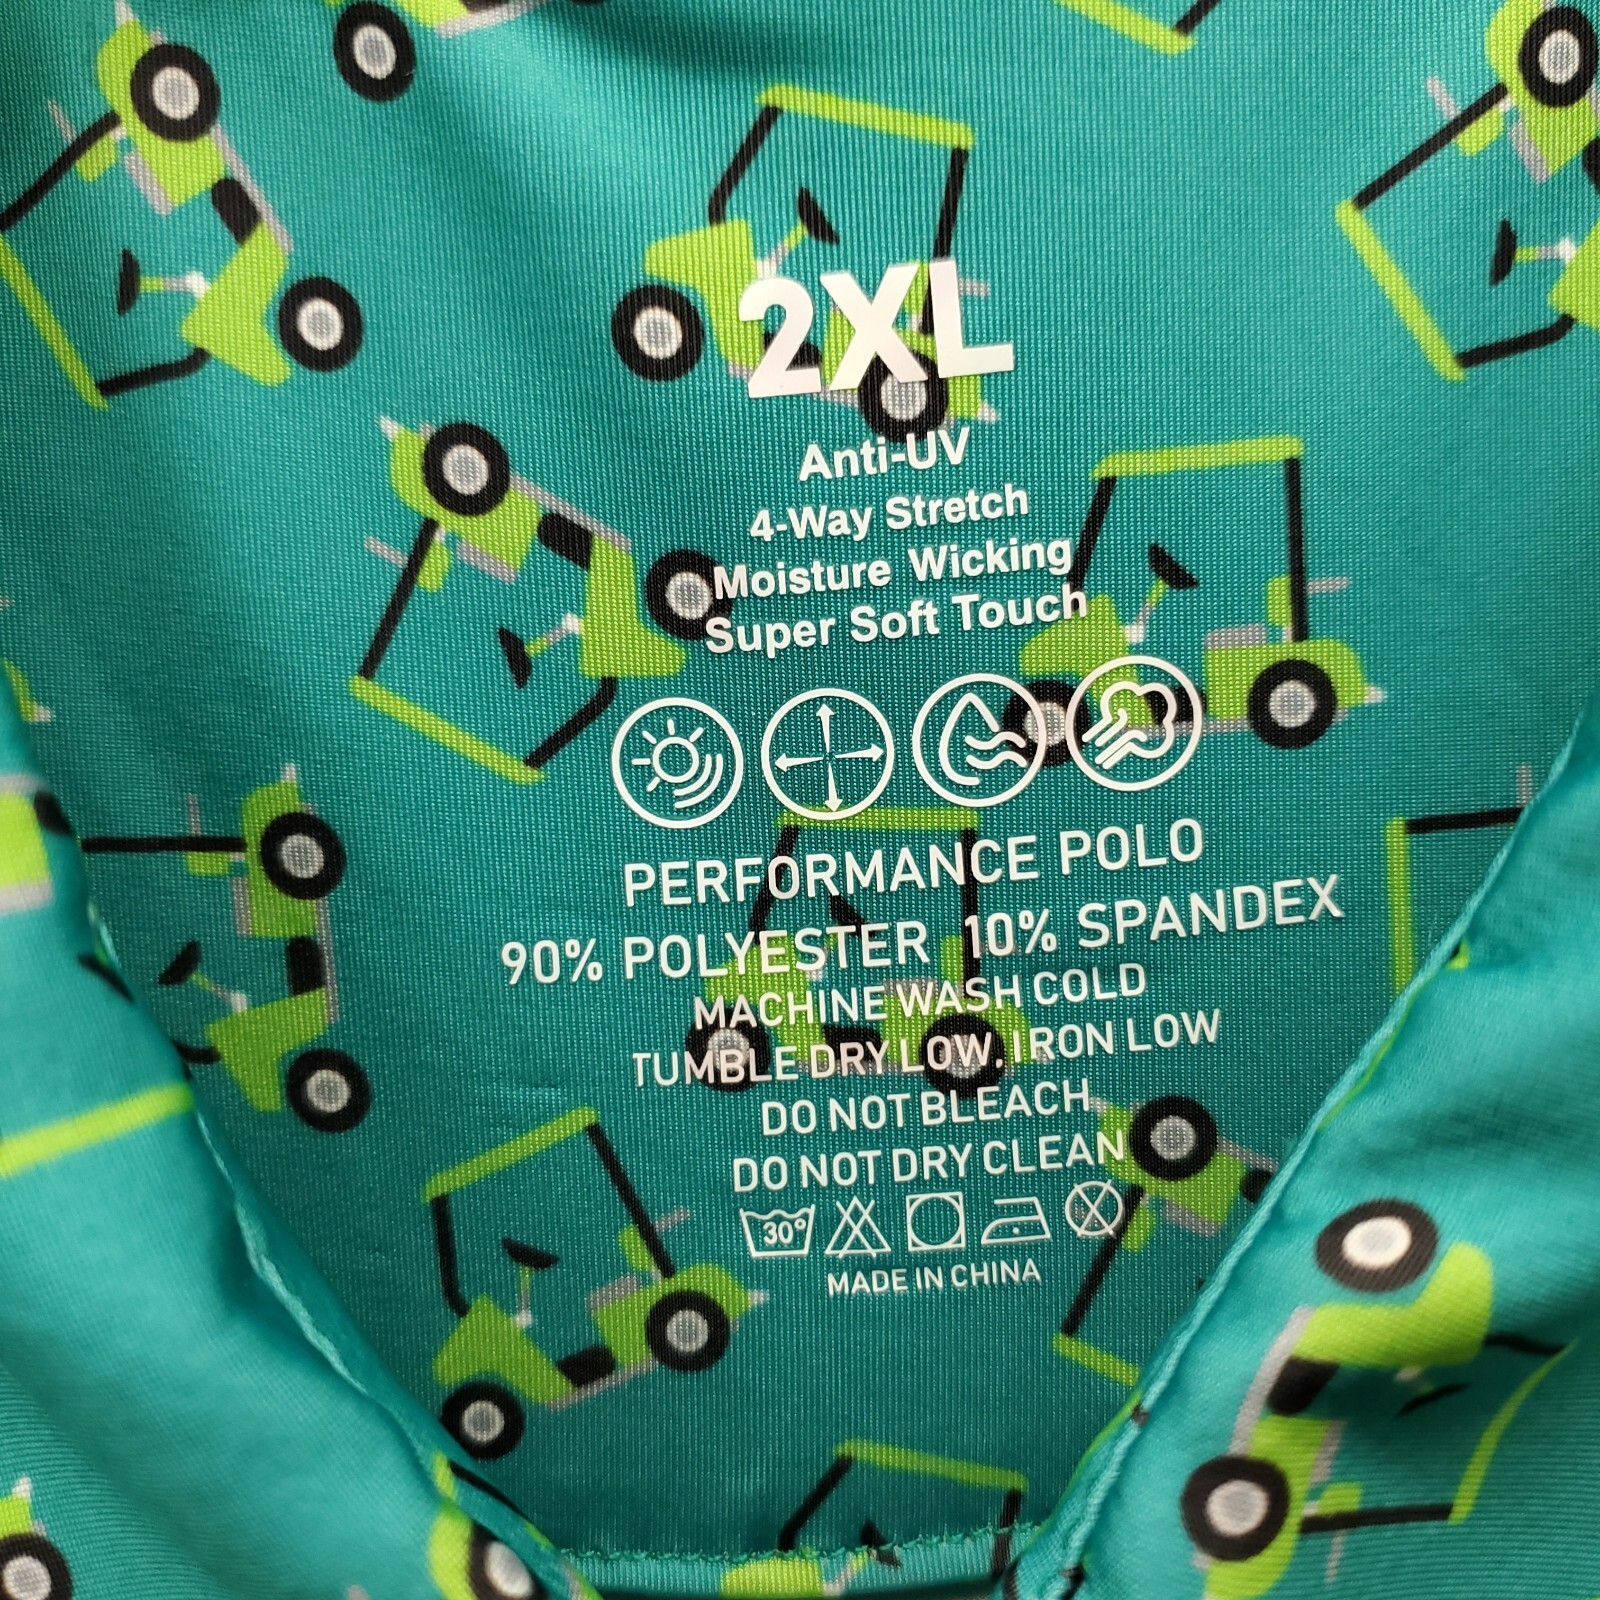 2XL
Anti-UV
4-Way Stretch
Moisture Wicking
Super Soft Touch
PERFORMANCE POLO
90% POLYESTER 10% SPANDEX
MACHINE WASH COLD
TUMBLE DRY LOW. IRON LOW
DO NOT BLEACH
DO NOT DRY CLEAN
30°
MADE IN CHINA